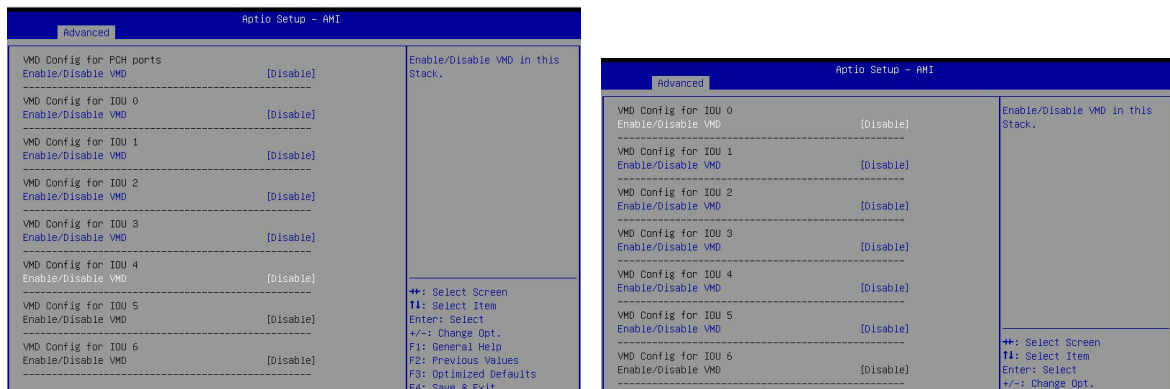 Aptio Setup – AMI
Advanced
VMD Config for PCH ports
Enable/Disable VMD [Disable]
VMD Config for IOU 0
Enable/Disable VMD [Disable]
VMD Config for IOU 1
Enable/Disable VMD [Disable]
VMD Config for IOU 2
Enable/Disable VMD [Disable]
VMD Config for IOU 3
Enable/Disable VMD [Disable]
VMD Config for IOU 4
Enable/Disable VMD [Disable]
VMD Config for IOU 5
Enable/Disable VMD [Disable]
VMD Config for IOU 6
Enable/Disable VMD [Disable]
Enable/Disable VMD in this
Stack.
→←: Select Screen
↑↓: Select Item
Enter: Select
+/-: Change Opt.
F1: General Help
F2: Previous Values
F3: Optimized Defaults
F4: Save & Exit
Aptio Setup – AMI
Advanced
VMD Config for IOU 0
Enable/Disable VMD [Disable]
VMD Config for IOU 1
Enable/Disable VMD [Disable]
VMD Config for IOU 2
Enable/Disable VMD [Disable]
VMD Config for IOU 3
Enable/Disable VMD [Disable]
VMD Config for IOU 4
Enable/Disable VMD [Disable]
VMD Config for IOU 5
Enable/Disable VMD [Disable]
VMD Config for IOU 6
Enable/Disable VMD [Disable]
Enable/Disable VMD in this
Stack.
→←: Select Screen
↑↓: Select Item
Enter: Select
+/-: Change Opt.